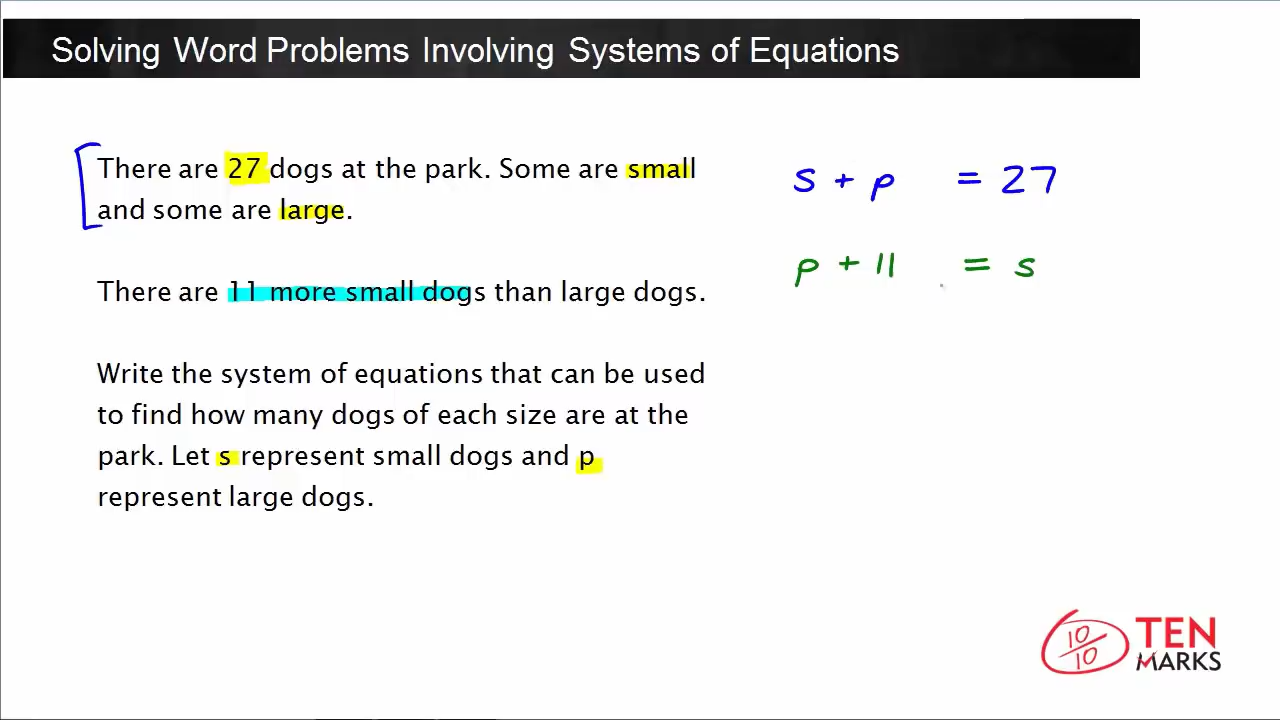 Solving Word Problems Involving Systems of Equations
There are 27 dogs at the park. Some are small
and some are large.
There are 11 more small dogs than large dogs.
Write the system of equations that can be used
to find how many dogs of each size are at the
park. Let s represent small dogs and p
represent large dogs.
s + p = 27
p + 11 = s
10/10
TEN
MARKS